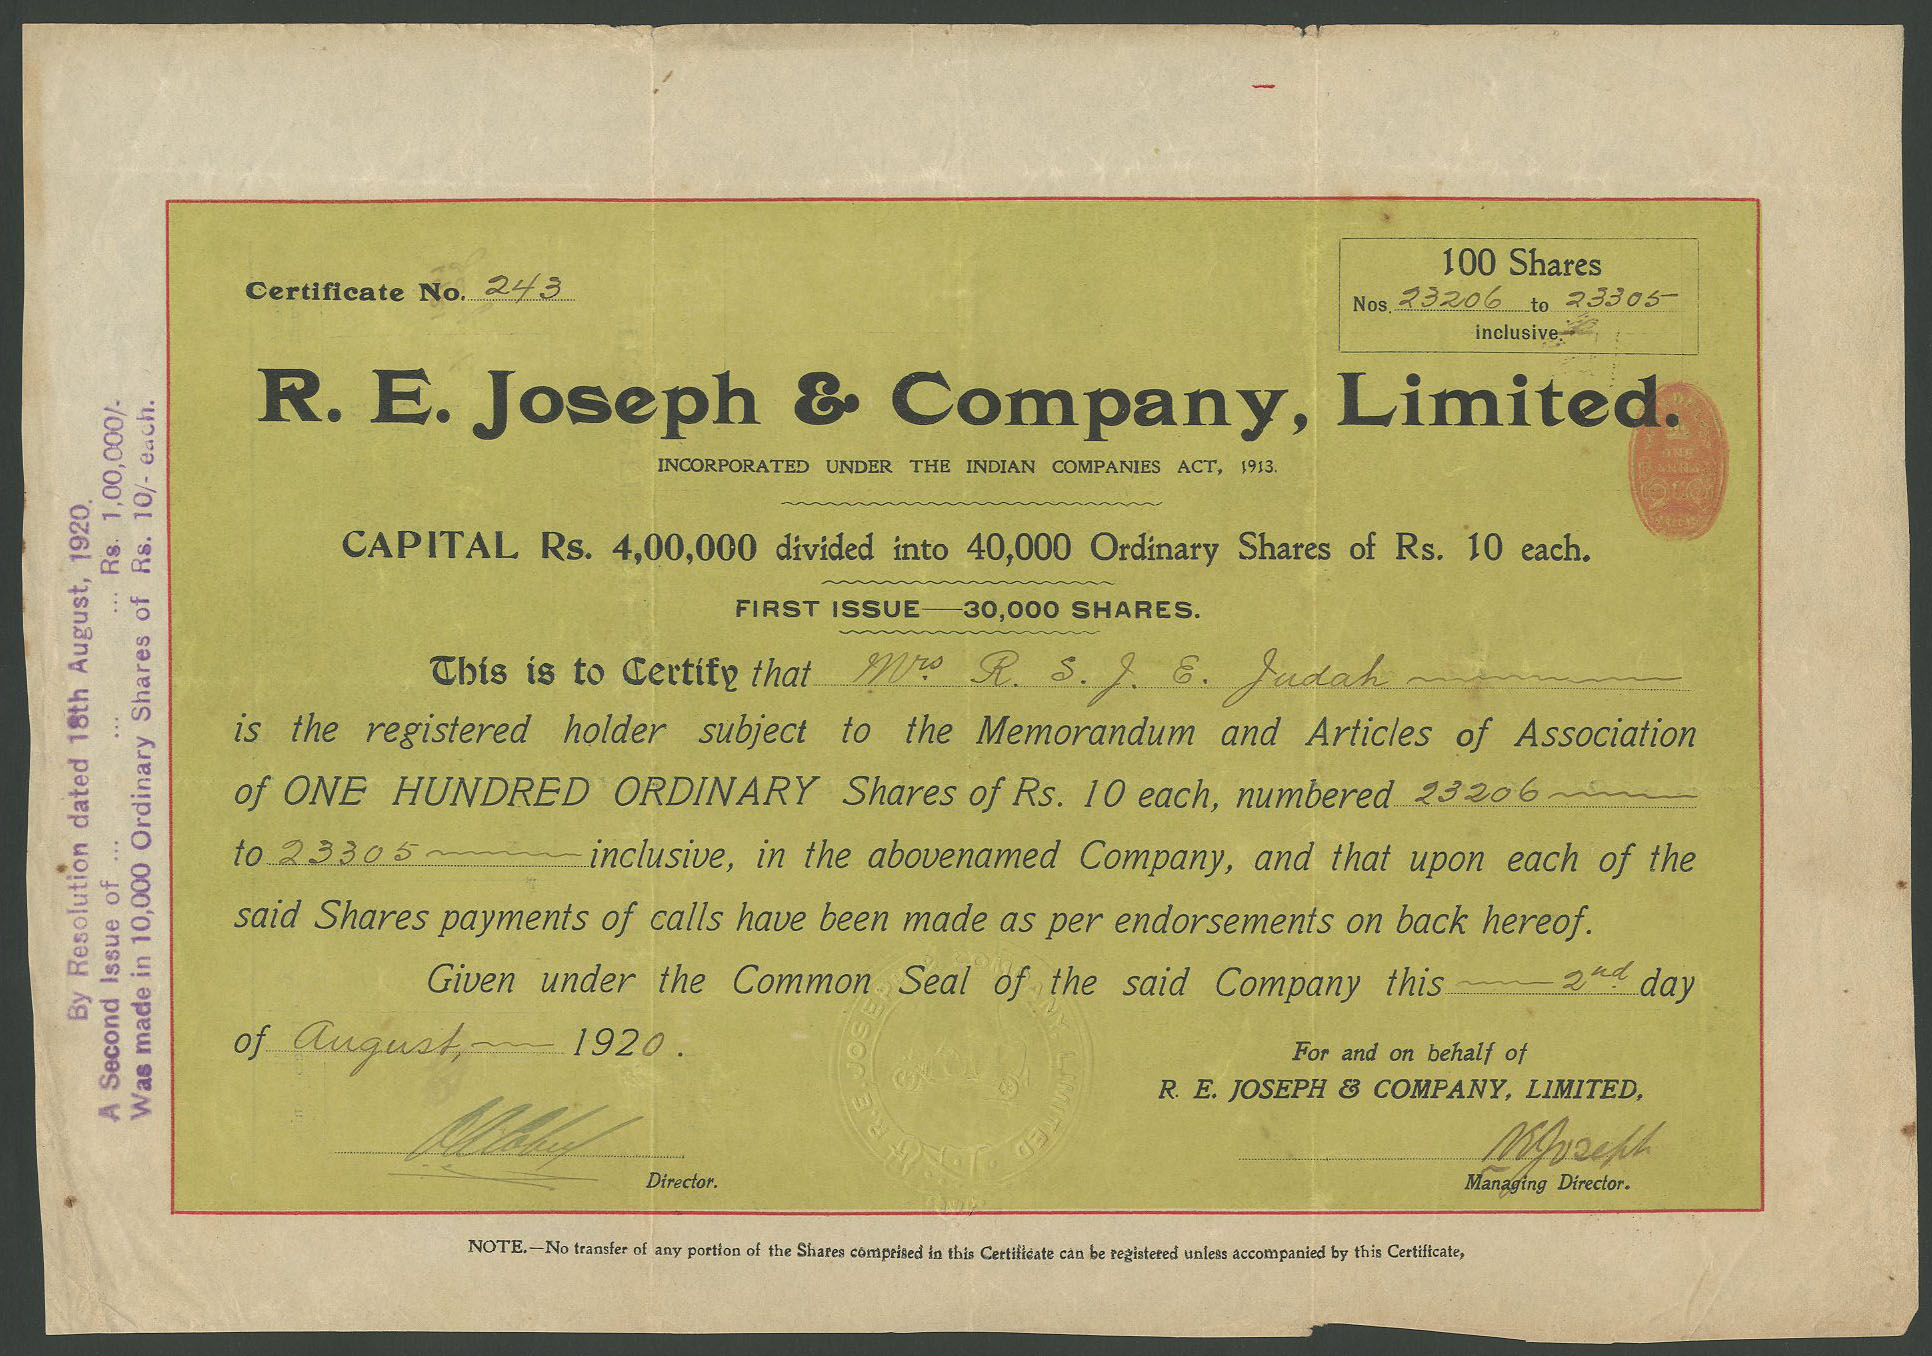 Certificate No. 243
100 Shares
Nos. 23206 to 23305
inclusive.
R. E. Joseph & Company, Limited.
INCORPORATED UNDER THE INDIAN COMPANIES ACT, 1913.
ONE
ANNA
CAPITAL Rs. 4,00,000 divided into 40,000 Ordinary Shares of Rs. 10 each.
FIRST ISSUE—30,000 SHARES.
This is to Certify that Mrs R. S. J. E. Judah
is the registered holder subject to the Memorandum and Articles of Association
of ONE HUNDRED ORDINARY Shares of Rs. 10 each, numbered 23206
to 23305 inclusive, in the abovenamed Company, and that upon each of the
said Shares payments of calls have been made as per endorsements on back hereof.
Given under the Common Seal of the said Company this 2nd day
of August, 1920.
For and on behalf of
R. E. JOSEPH & COMPANY, LIMITED,
R E Joseph
Director.
Managing Director.
R. E. JOSEPH & COMPANY LIMITED
NOTE.—No transfer of any portion of the Shares comprised in this Certificate can be registered unless accompanied by this Certificate,
By Resolution dated 18th August, 1920.
A Second Issue of ... ... ... Rs. 1,00,000/-
Was made in 10,000 Ordinary Shares of Rs. 10/- each.